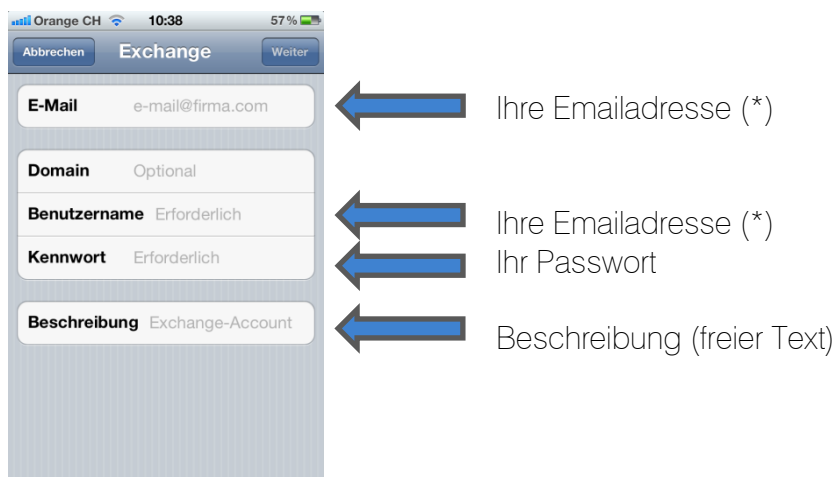 Orange CH 10:38 57%
Abbrechen Exchange Weiter
E-Mail e-mail@firma.com
Ihre Emailadresse (*)
Domain Optional
Benutzername Erforderlich
Ihre Emailadresse (*)
Kennwort Erforderlich
Ihr Passwort
Beschreibung Exchange-Account
Beschreibung (freier Text)